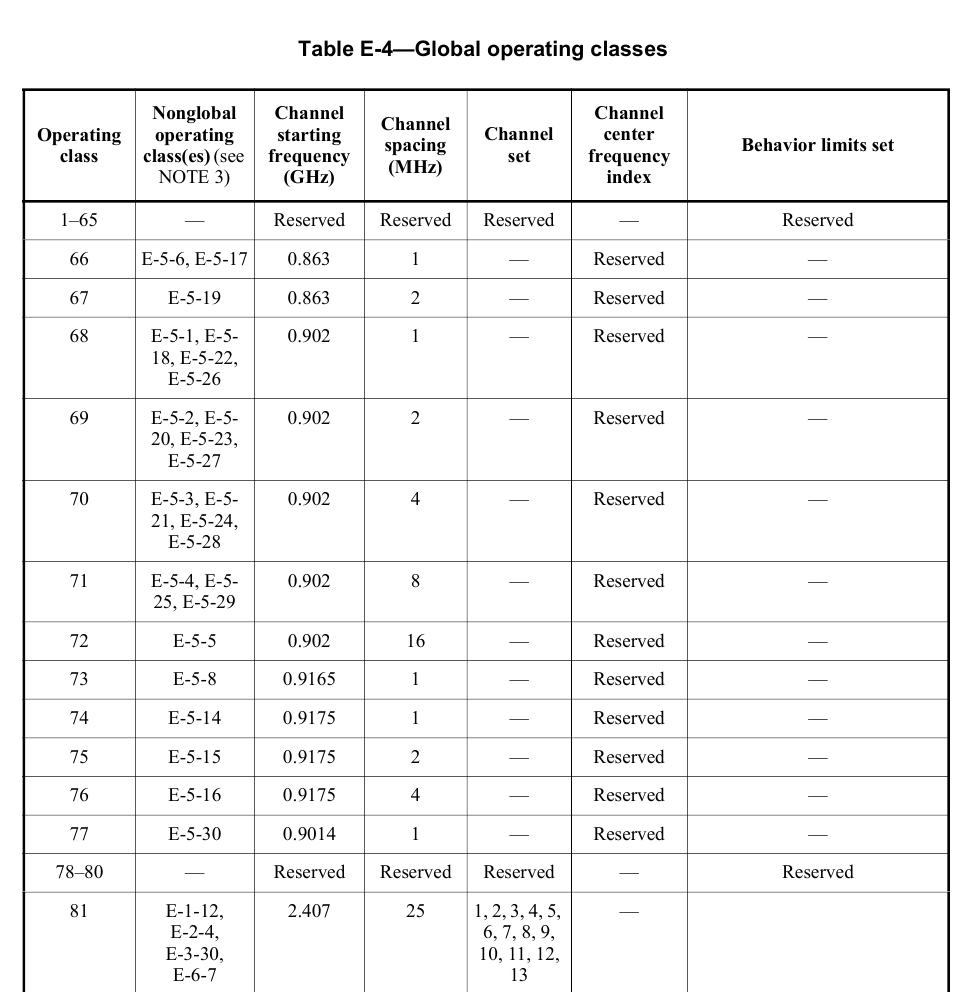 Table E-4—Global operating classes
Operating class | Nonglobal operating class(es) (see NOTE 3) | Channel starting frequency (GHz) | Channel spacing (MHz) | Channel set | Channel center frequency index | Behavior limits set
1–65 | — | Reserved | Reserved | Reserved | — | Reserved
66 | E-5-6, E-5-17 | 0.863 | 1 | — | Reserved | —
67 | E-5-19 | 0.863 | 2 | — | Reserved | —
68 | E-5-1, E-5-18, E-5-22, E-5-26 | 0.902 | 1 | — | Reserved | —
69 | E-5-2, E-5-20, E-5-23, E-5-27 | 0.902 | 2 | — | Reserved | —
70 | E-5-3, E-5-21, E-5-24, E-5-28 | 0.902 | 4 | — | Reserved | —
71 | E-5-4, E-5-25, E-5-29 | 0.902 | 8 | — | Reserved | —
72 | E-5-5 | 0.902 | 16 | — | Reserved | —
73 | E-5-8 | 0.9165 | 1 | — | Reserved | —
74 | E-5-14 | 0.9175 | 1 | — | Reserved | —
75 | E-5-15 | 0.9175 | 2 | — | Reserved | —
76 | E-5-16 | 0.9175 | 4 | — | Reserved | —
77 | E-5-30 | 0.9014 | 1 | — | Reserved | —
78–80 | — | Reserved | Reserved | Reserved | — | Reserved
81 | E-1-12, E-2-4, E-3-30, E-6-7 | 2.407 | 25 | 1, 2, 3, 4, 5, 6, 7, 8, 9, 10, 11, 12, 13 | — |